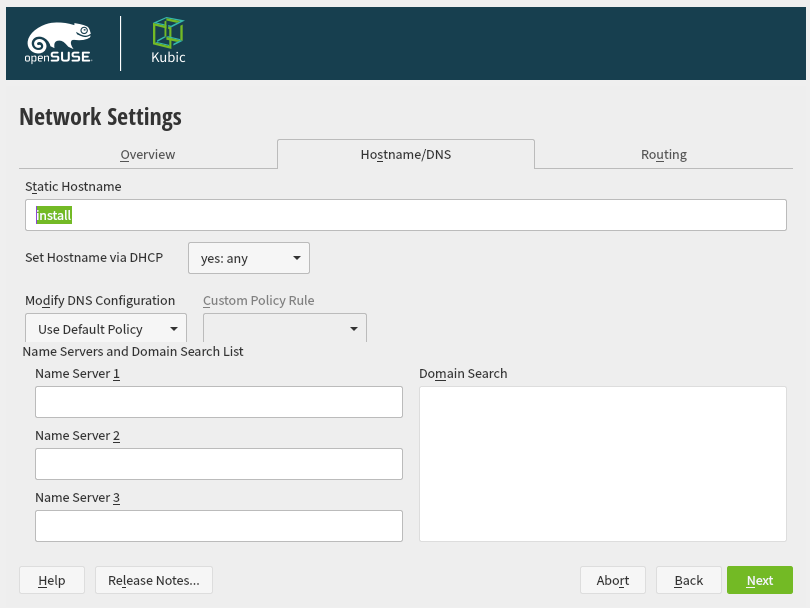 openSUSE
Kubic
Network Settings
Overview
Hostname/DNS
Routing
Static Hostname
install
Set Hostname via DHCP
yes: any
Modify DNS Configuration
Custom Policy Rule
Use Default Policy
Name Servers and Domain Search List
Name Server 1
Domain Search
Name Server 2
Name Server 3
Help
Release Notes...
Abort
Back
Next